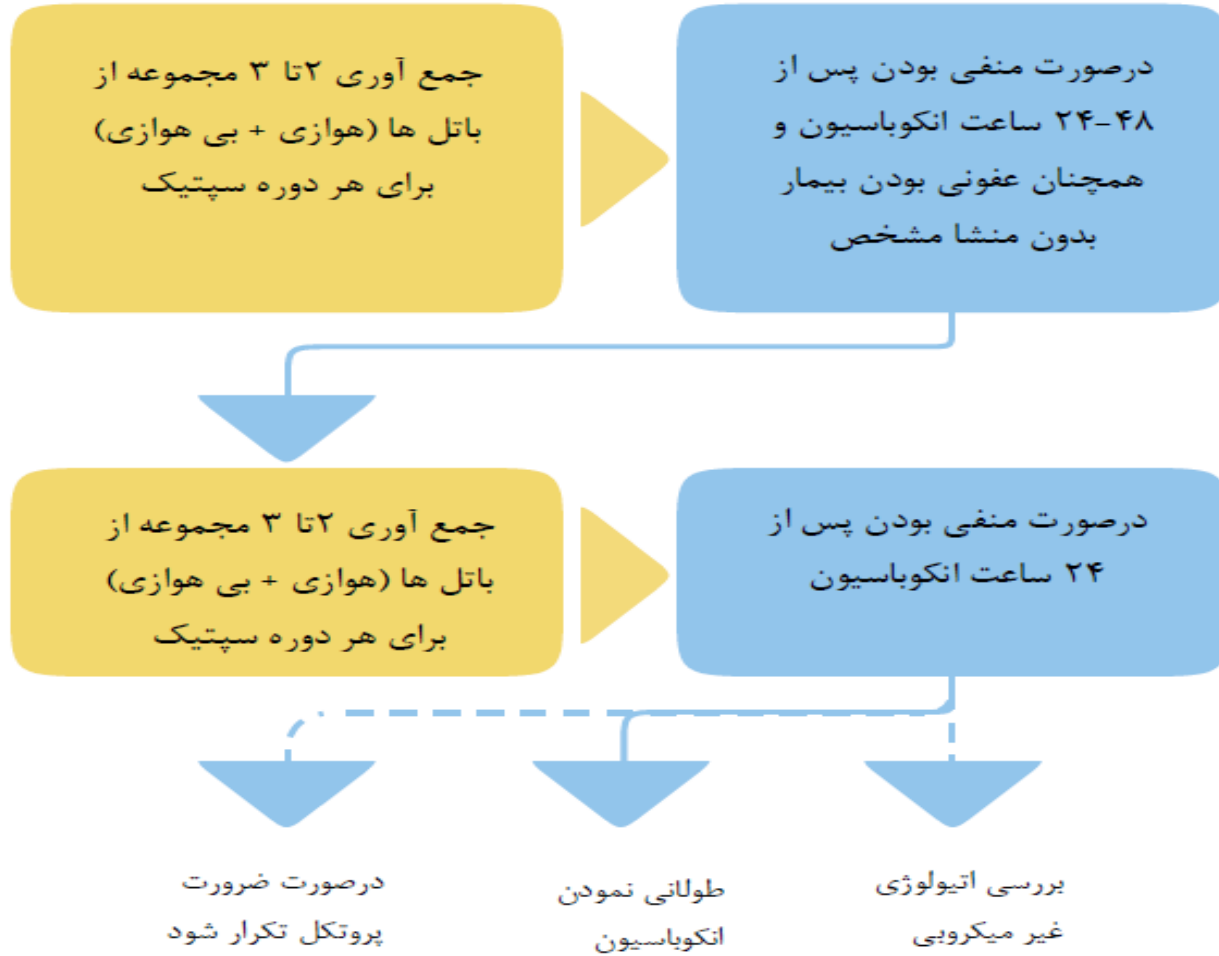 جمع آوری ۲تا ۳ مجموعه از
باتل ها (هوازی + بی هوازی)
برای هر دوره سپتیک
درصورت منفی بودن پس از
۲۴-۴۸ ساعت انکوباسیون و
همچنان عفونی بودن بیمار
بدون منشا مشخص
جمع آوری ۲تا ۳ مجموعه از
باتل ها (هوازی + بی هوازی)
برای هر دوره سپتیک
درصورت منفی بودن پس از
۲۴ ساعت انکوباسیون
درصورت ضرورت
پروتکل تکرار شود
طولانی نمودن
انکوباسیون
بررسی اتیولوژی
غیر میکروبی